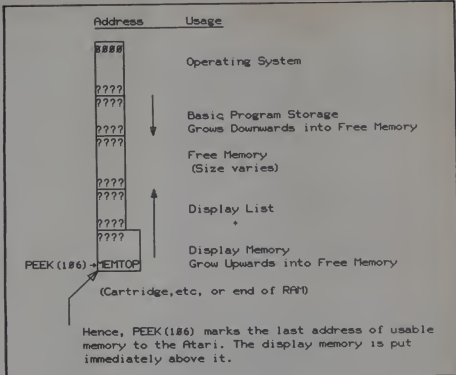 Address Usage
0000
Operating System
????
????
Basic Program Storage
???? Grows Downwards into Free Memory
????
Free Memory
(Size varies)
????
????
Display List
+
????
????
Display Memory
PEEK(106)→MEMTOP Grow Upwards into Free Memory
(Cartridge,etc, or end of RAM)
Hence, PEEK(106) marks the last address of usable
memory to the Atari. The display memory is put
immediately above it.